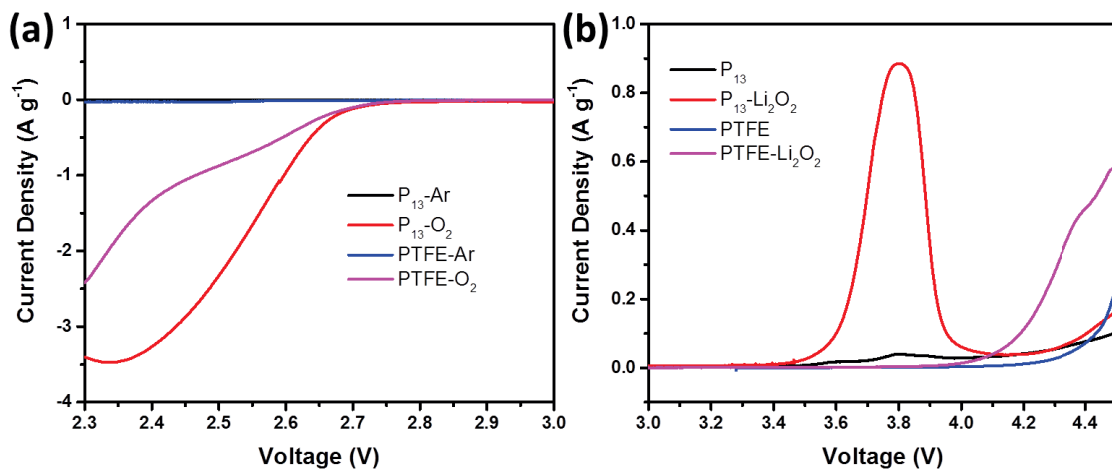 (a)
Current Density (A g⁻¹)
0
-1
-2
-3
-4
P₁₃-Ar
P₁₃-O₂
PTFE-Ar
PTFE-O₂
2.3 2.4 2.5 2.6 2.7 2.8 2.9 3.0
Voltage (V)
(b)
Current Density (A g⁻¹)
1.0
0.8
0.6
0.4
0.2
0.0
P₁₃
P₁₃-Li₂O₂
PTFE
PTFE-Li₂O₂
3.0 3.2 3.4 3.6 3.8 4.0 4.2 4.4
Voltage (V)